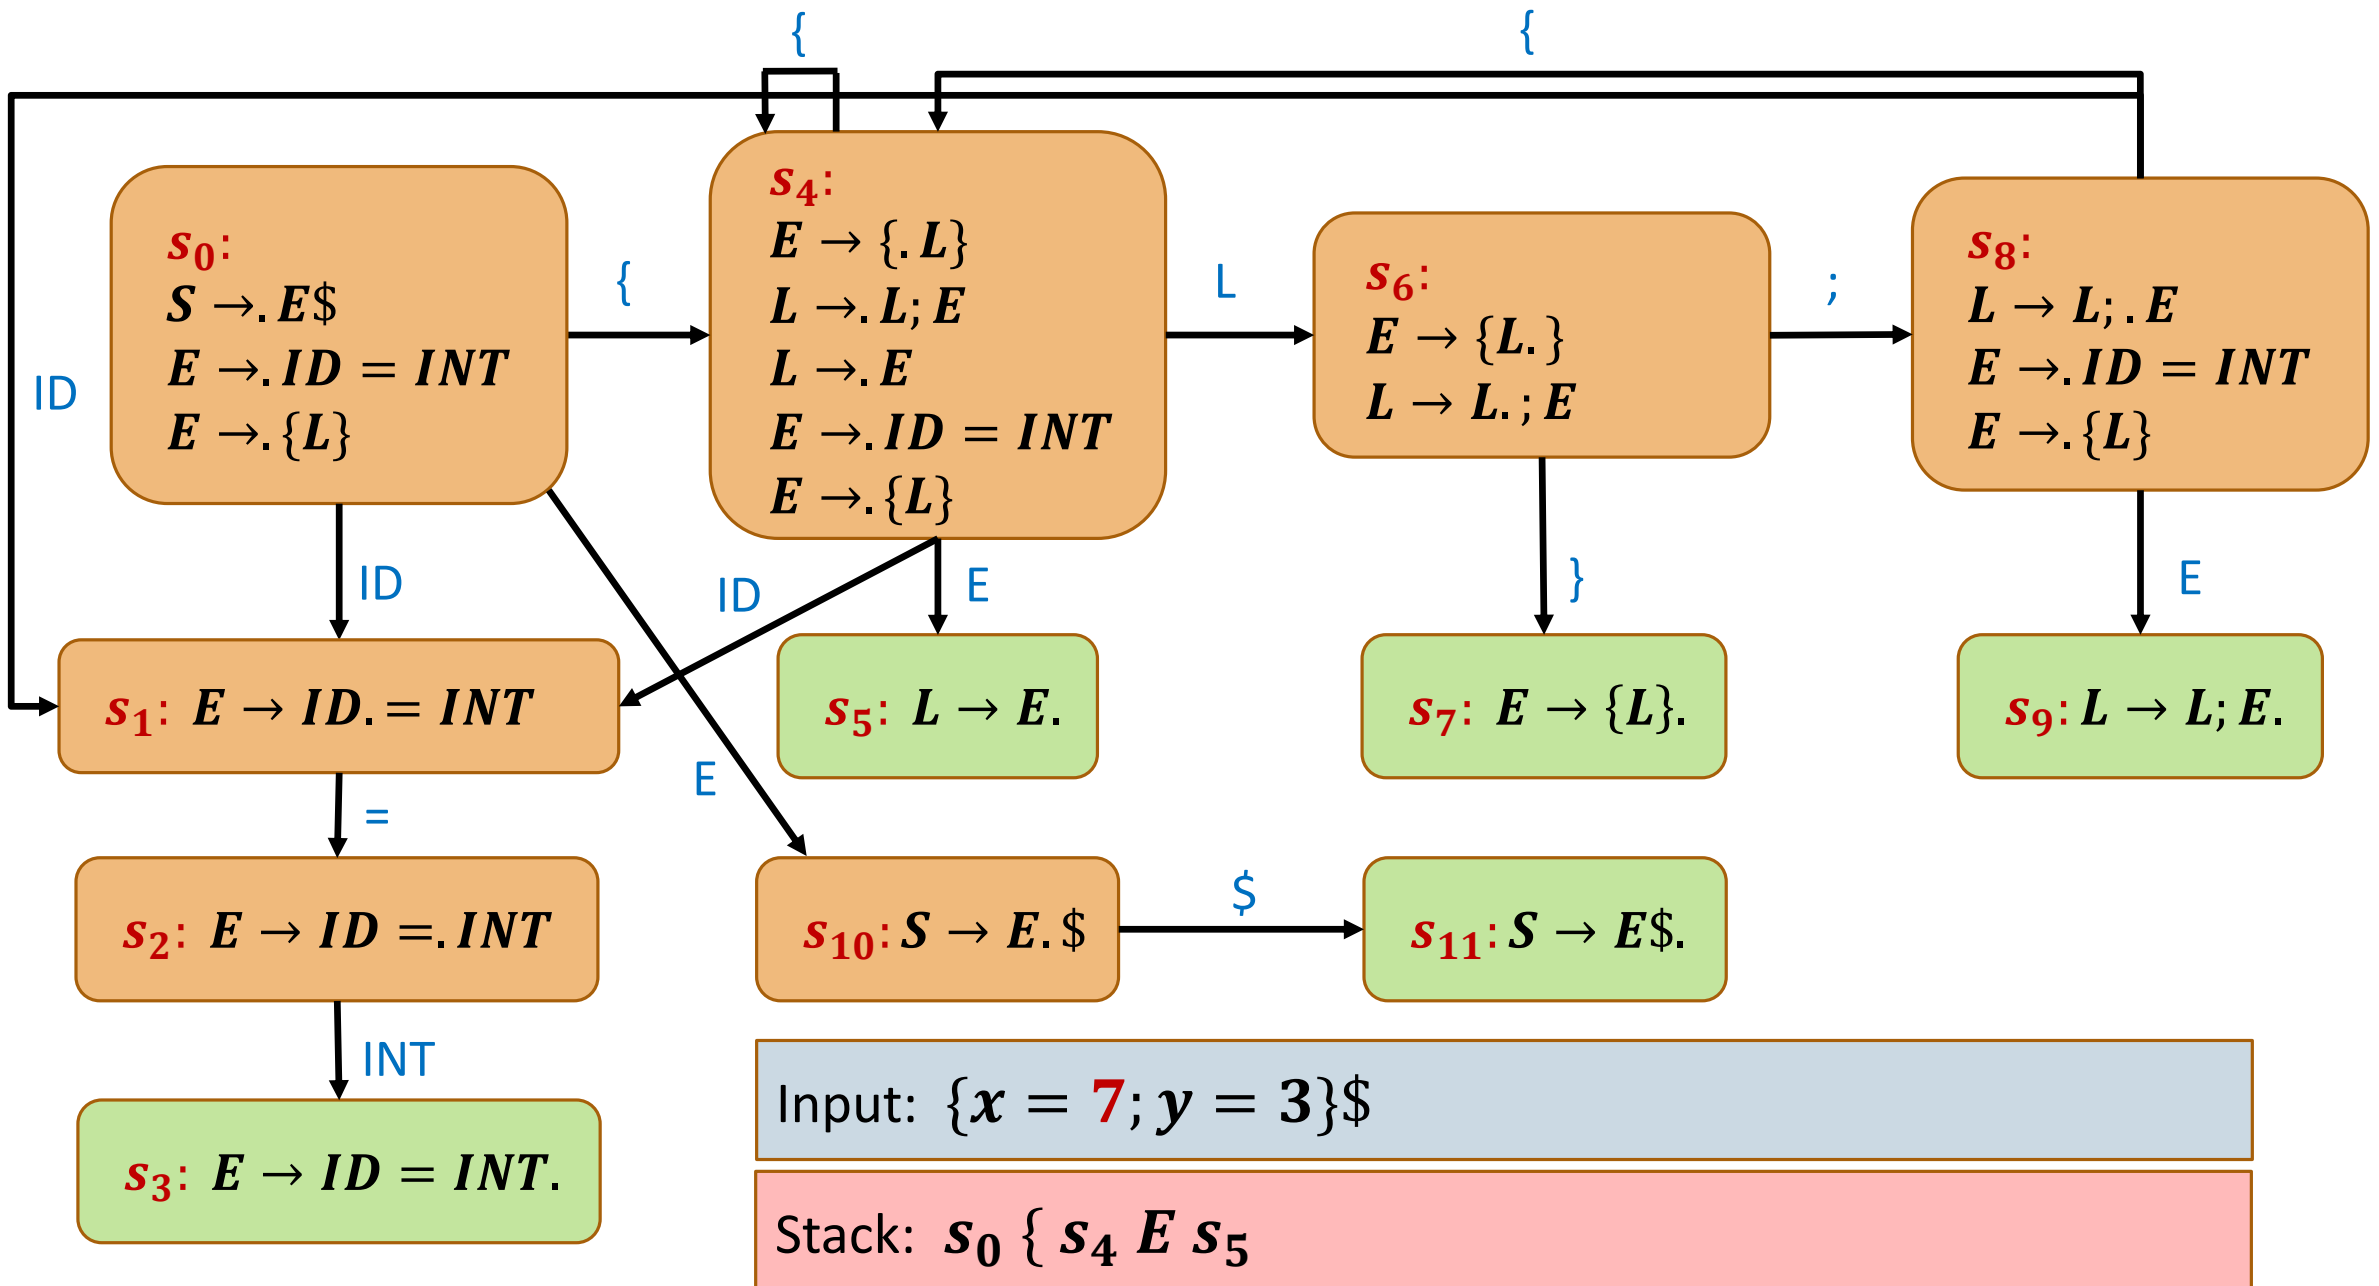 {
{
s₀:
S →. E$
E →. ID = INT
E →. {L}
{
s₄:
E → {. L}
L →. L; E
L →. E
E →. ID = INT
E →. {L}
L
s₆:
E → {L. }
L → L. ; E
;
s₈:
L → L; . E
E →. ID = INT
E →. {L}
ID
ID
ID
E
}
E
s₁: E → ID. = INT
s₅: L → E.
s₇: E → {L}.
s₉: L → L; E.
=
E
s₂: E → ID =. INT
s₁₀: S → E. $
$
s₁₁: S → E$.
INT
s₃: E → ID = INT.
Input: {x = 7; y = 3}$
Stack: s₀ { s₄ E s₅